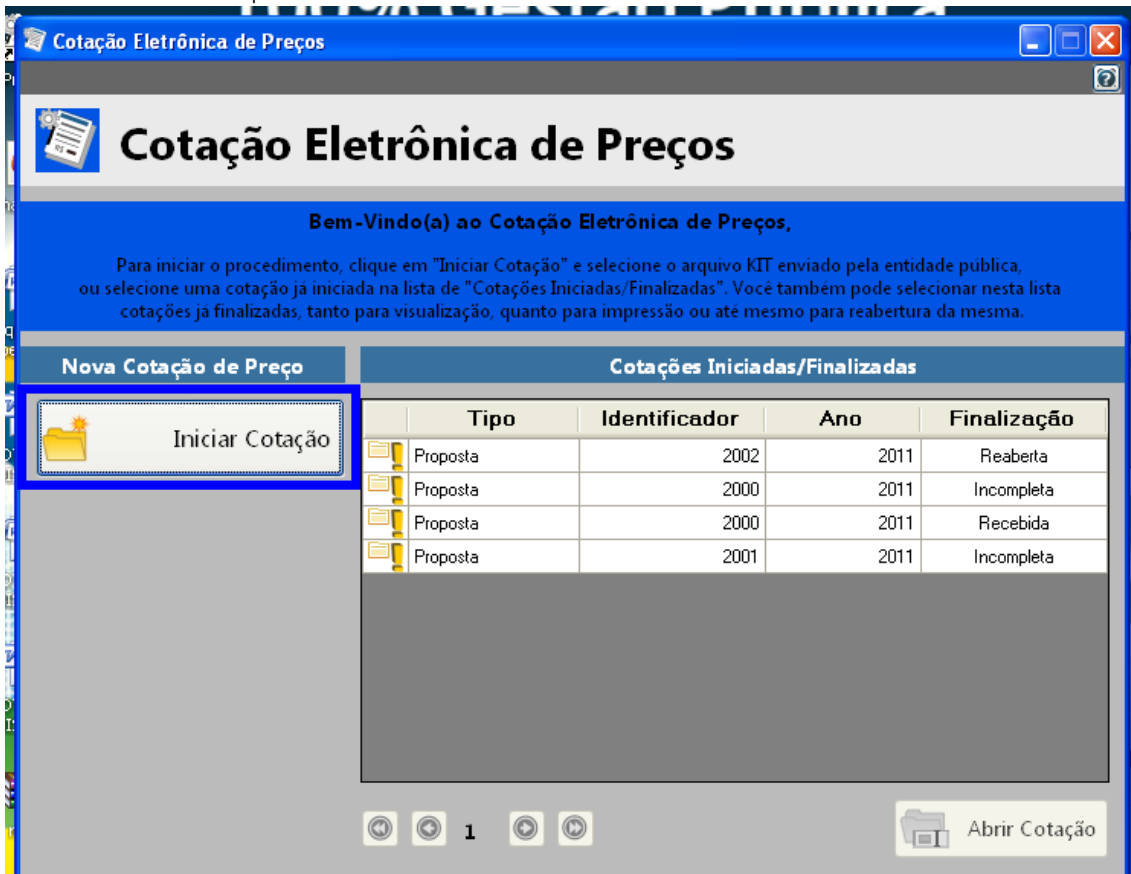 100% Gestão Pública
Cotação Eletrônica de Preços
Cotação Eletrônica de Preços
Bem-Vindo(a) ao Cotação Eletrônica de Preços,
Para iniciar o procedimento, clique em "Iniciar Cotação" e selecione o arquivo KIT enviado pela entidade publica,
ou selecione uma cotação já iniciada na lista de "Cotações Iniciadas/Finalizadas". Você também pode selecionar nesta lista
cotações já finalizadas, tanto para visualização, quanto para impressão ou até mesmo para reabertura da mesma.
Nova Cotação de Preço
Cotações Iniciadas/Finalizadas
Iniciar Cotação
Tipo Identificador Ano Finalização
Proposta 2002 2011 Reaberta
Proposta 2000 2011 Incompleta
Proposta 2000 2011 Recebida
Proposta 2001 2011 Incompleta
1
Abrir Cotação